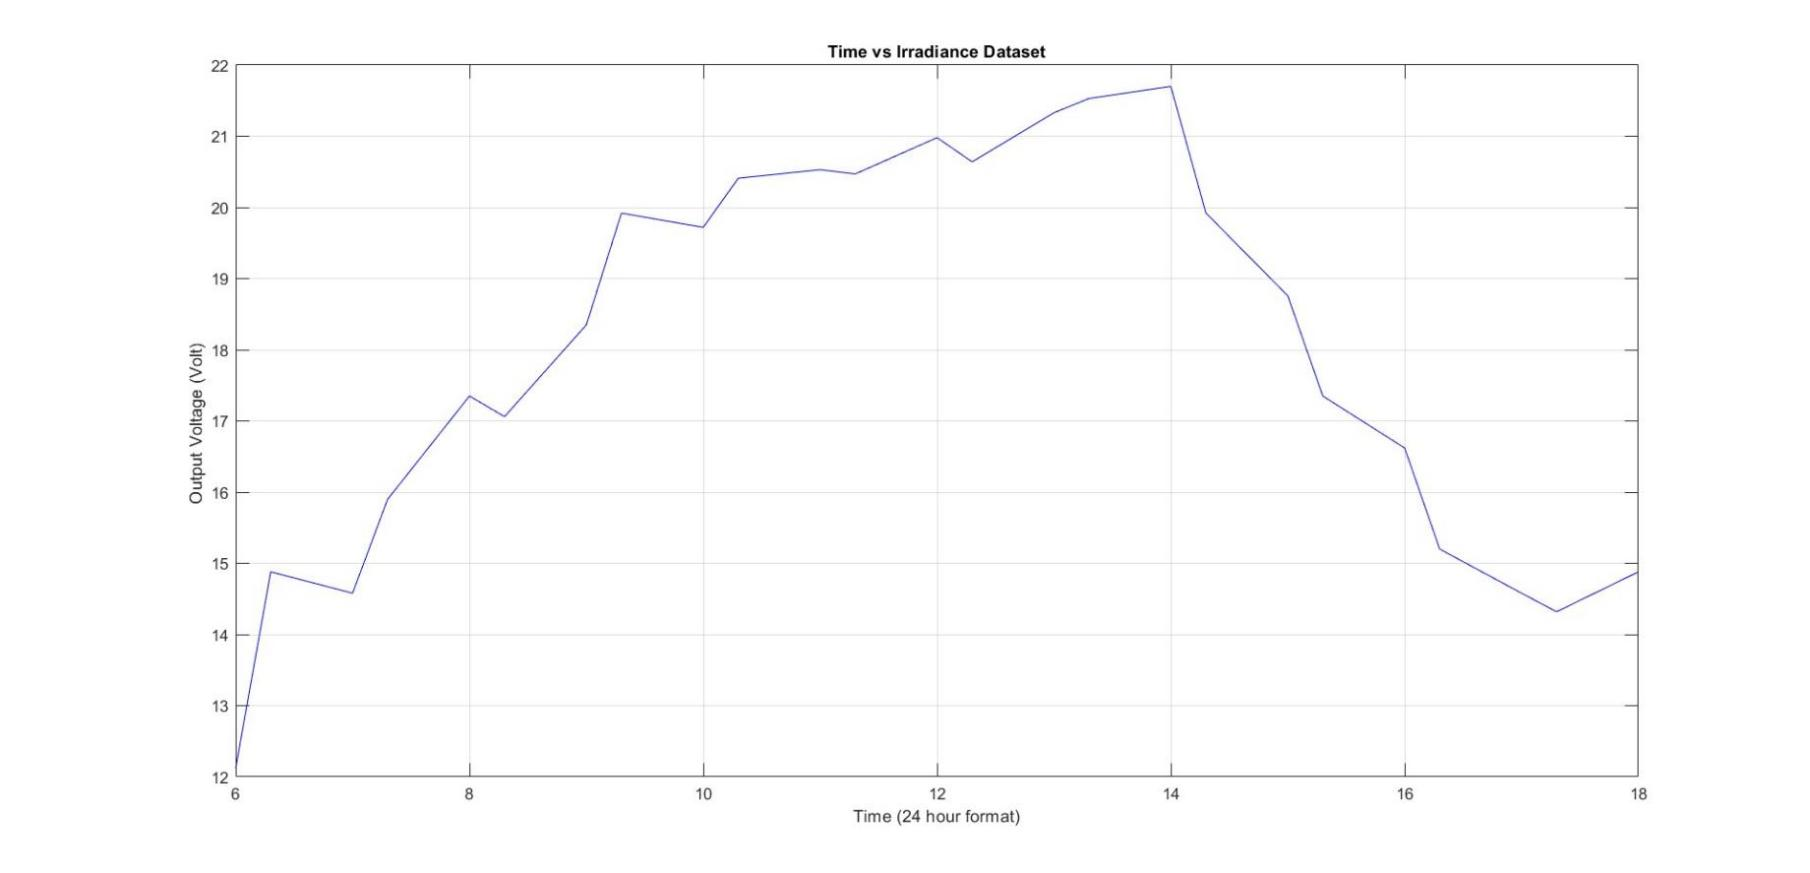 Time vs Irradiance Dataset
22
21
20
19
18
17
16
15
14
13
12
Output Voltage (Volt)
6 8 10 12 14 16 18
Time (24 hour format)